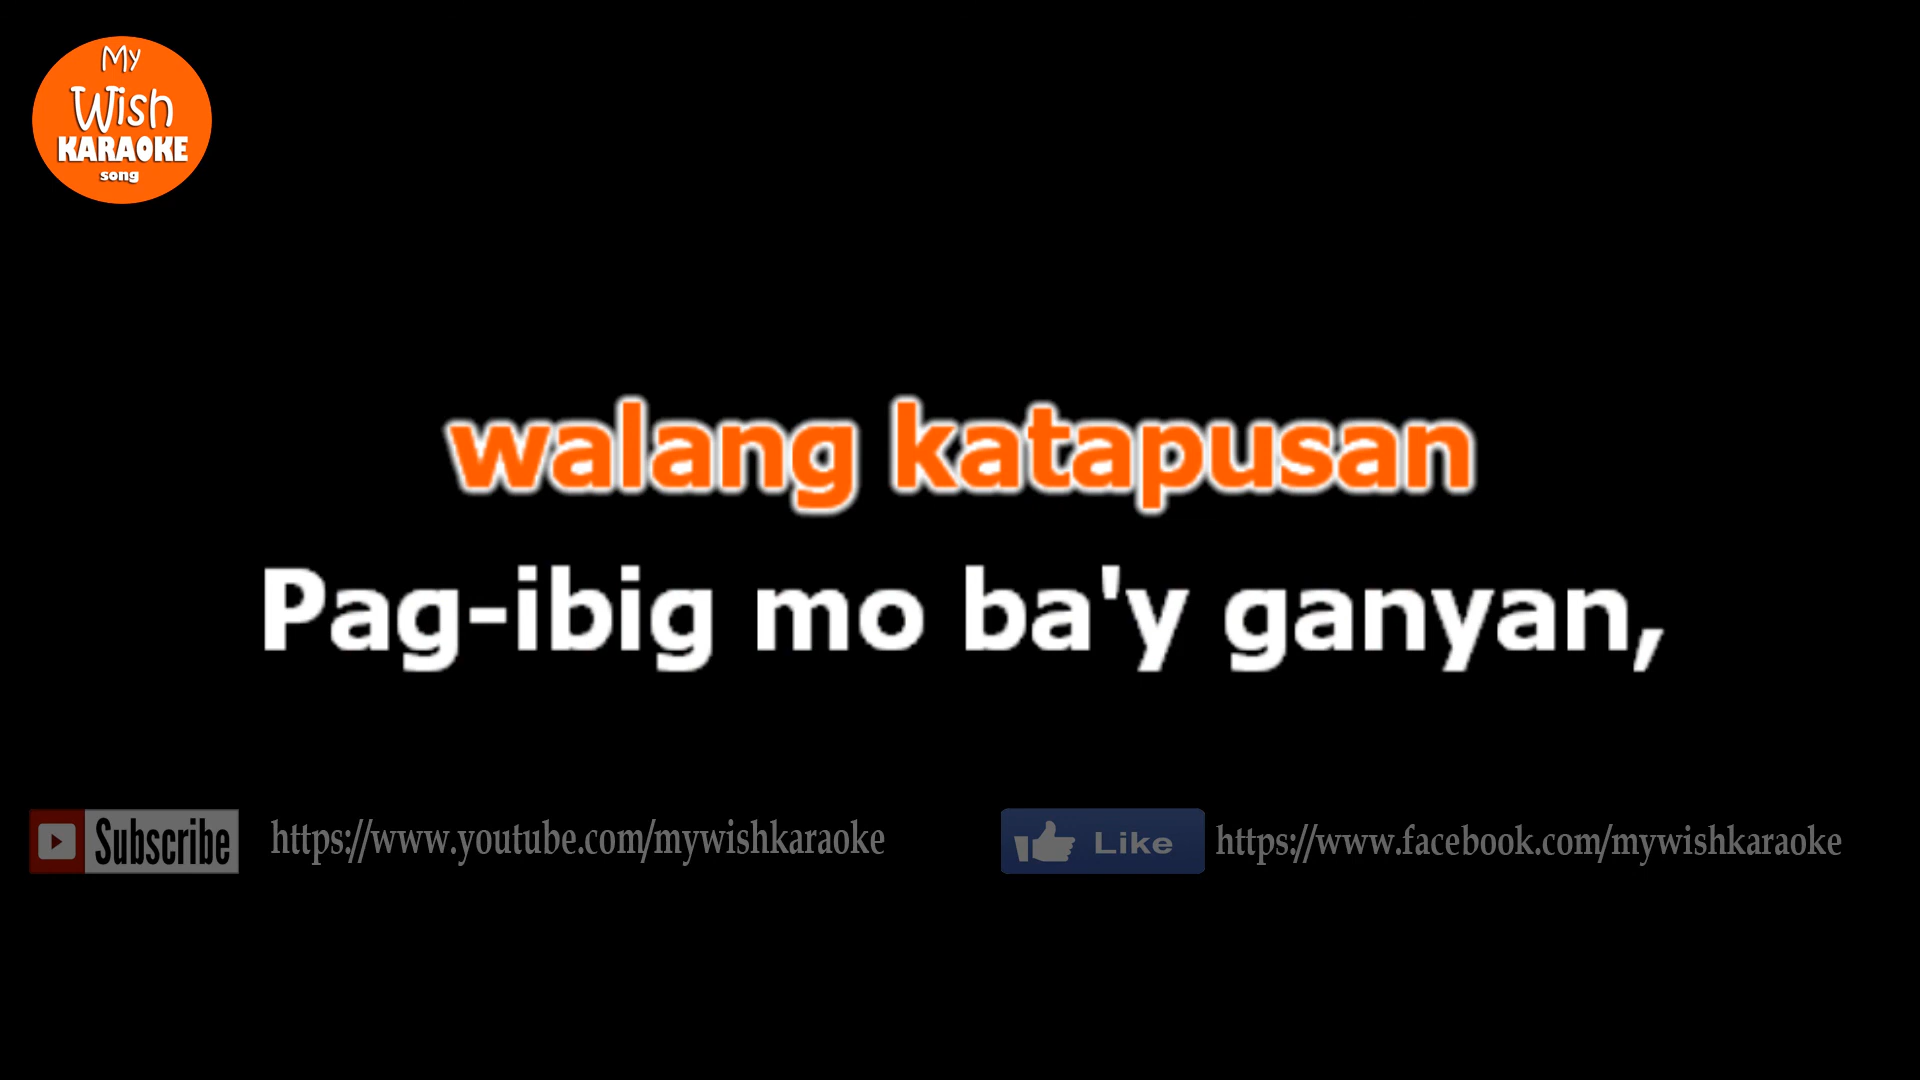 My
Wish
KARAOKE
song
walang katapusan
Pag-ibig mo ba'y ganyan,
Subscribe https://www.youtube.com/mywishkaraoke Like https://www.facebook.com/mywishkaraoke